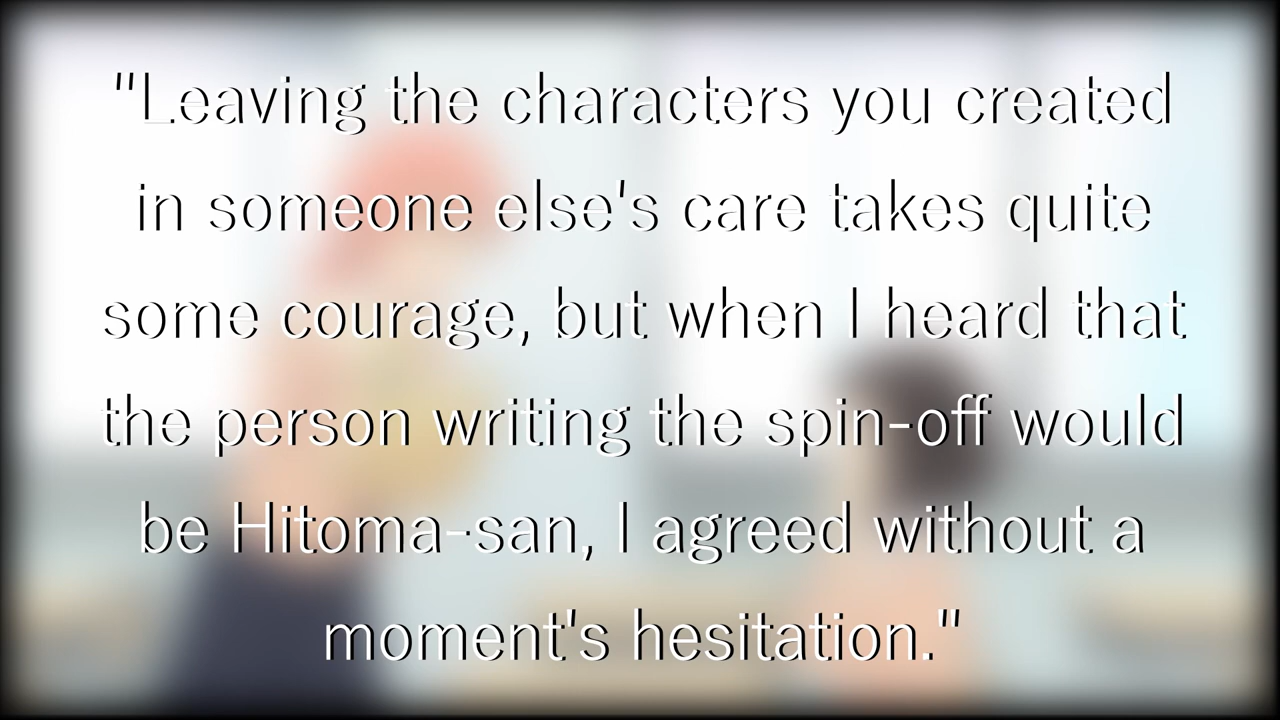 "Leaving the characters you created
in someone else's care takes quite
some courage, but when I heard that
the person writing the spin-off would
be Hitoma-san, I agreed without a
moment's hesitation."